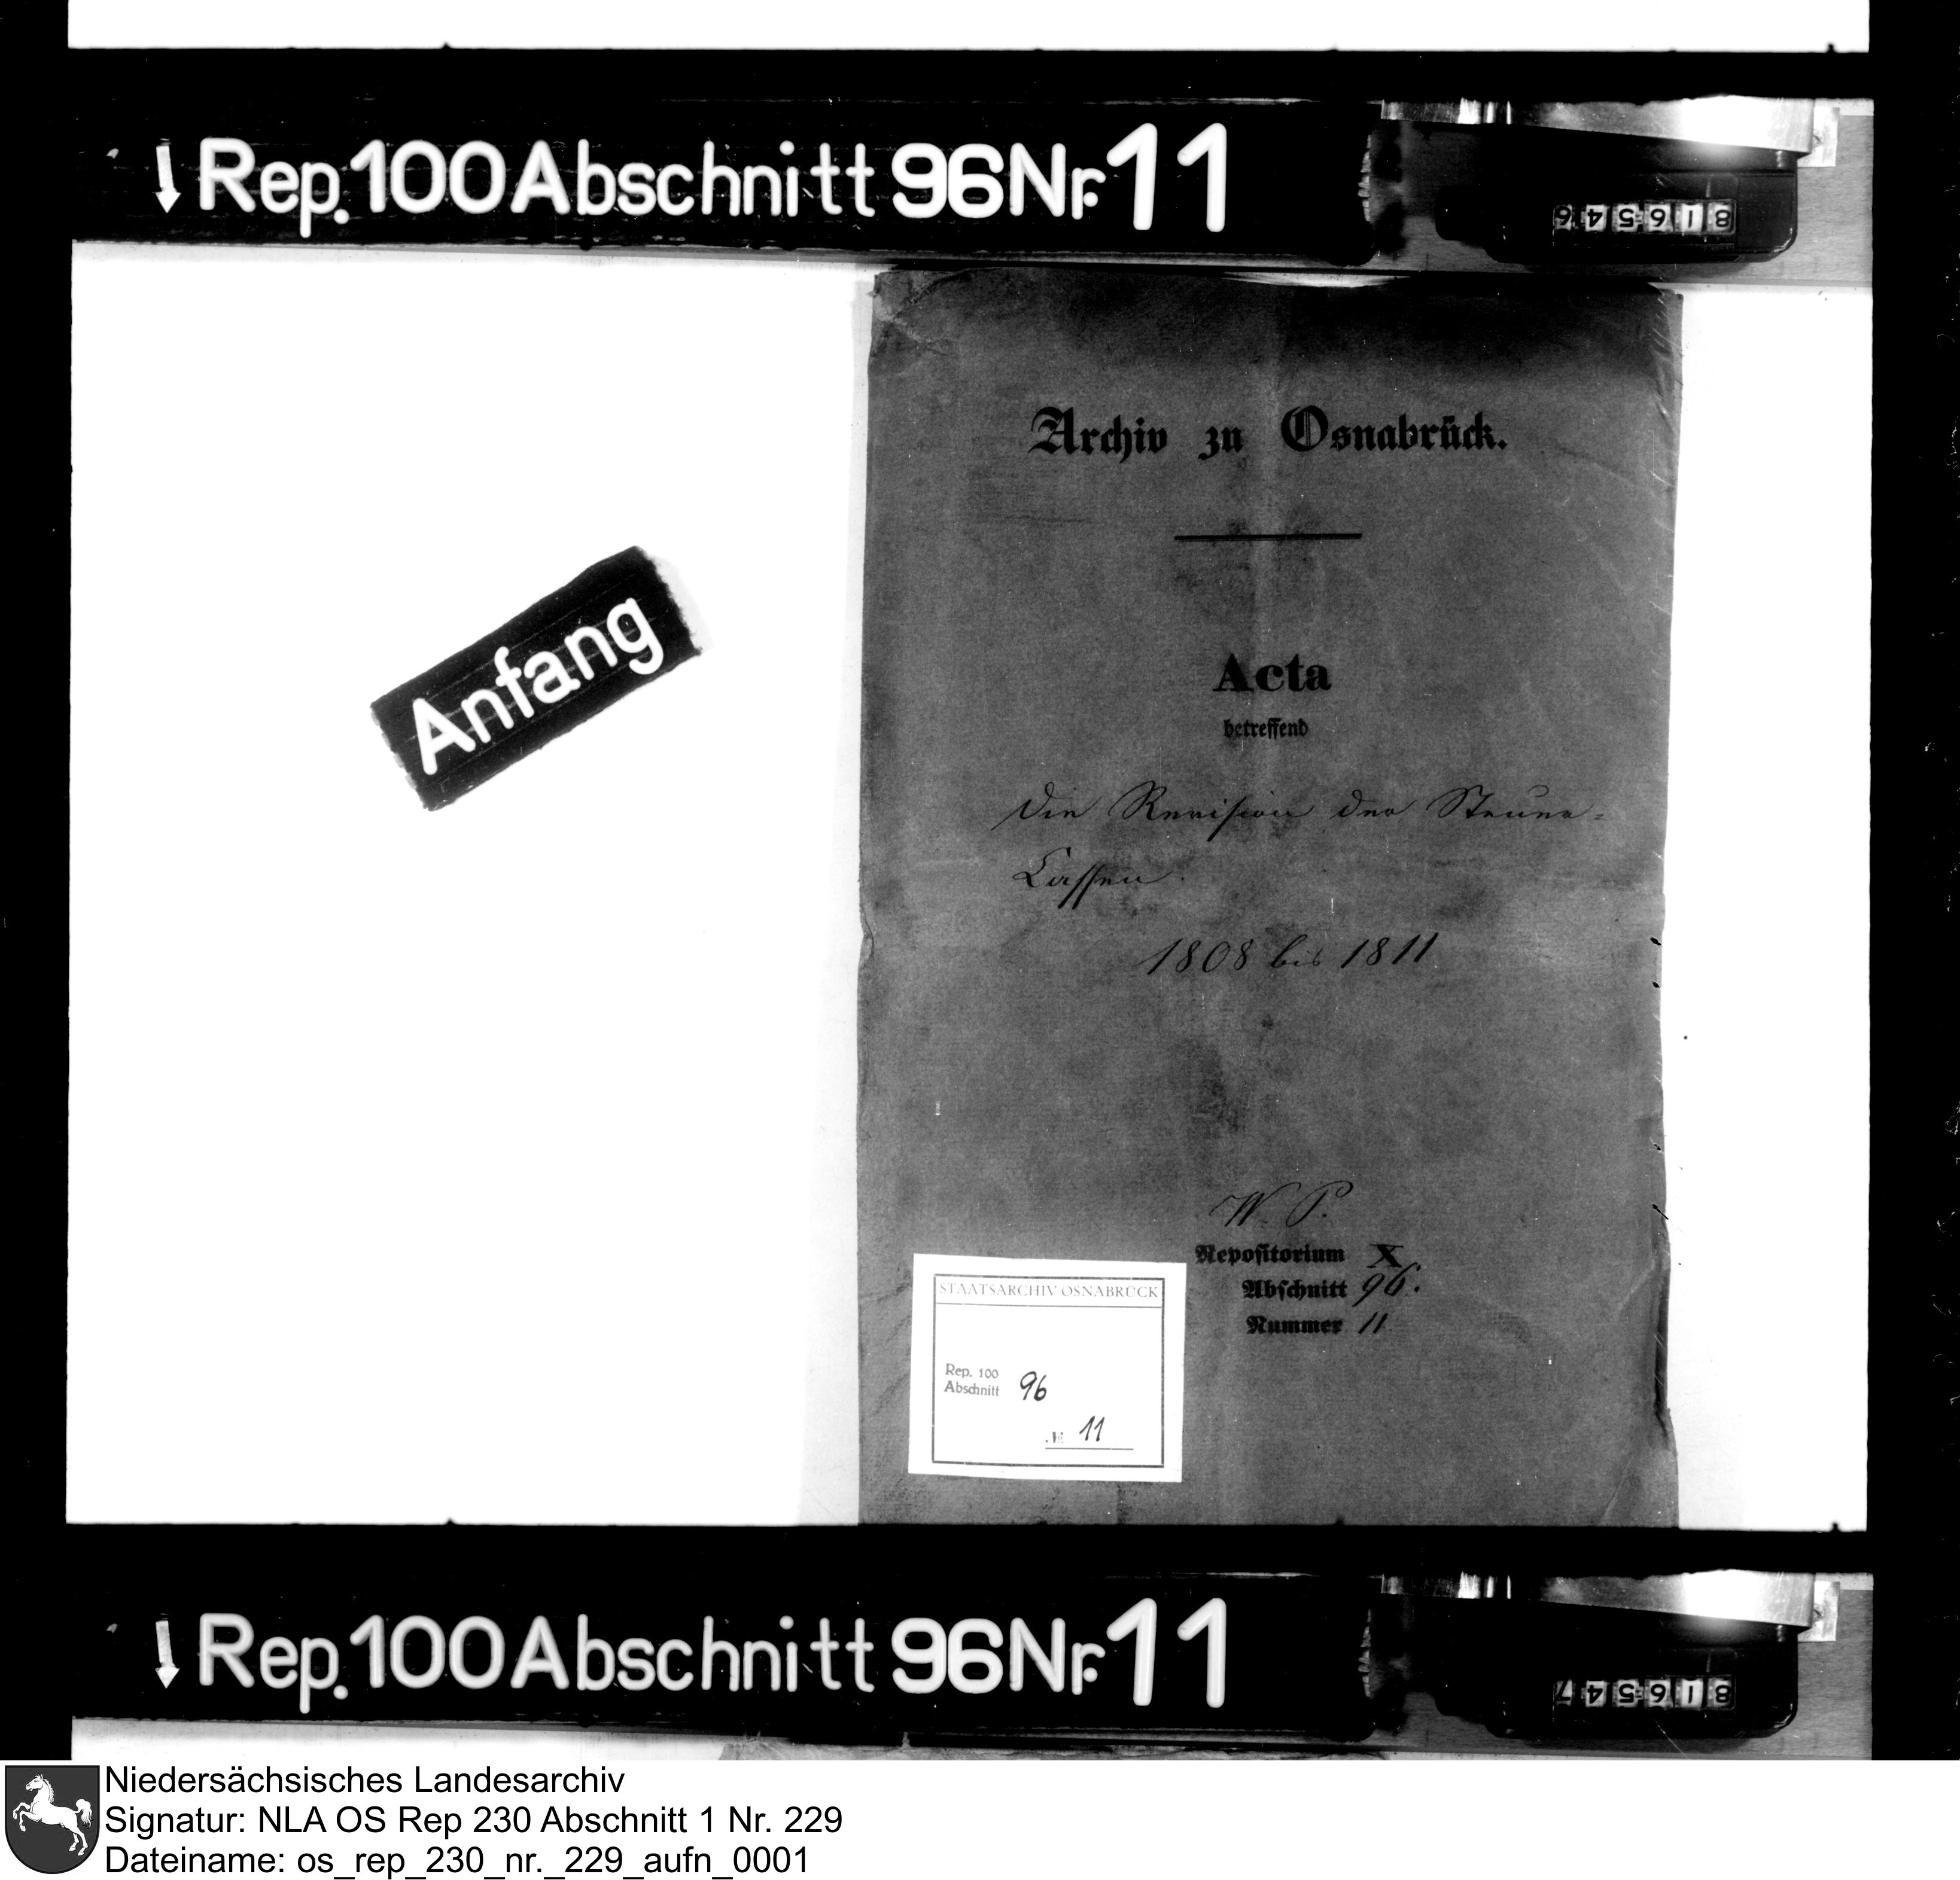 Rep. 100 Abschnitt 96 Nr. 11
816546
Anfang
Archiv zu Osnabrück.
Acta
betreffend
die Revision der Steuer-
Cassen.
1808 bis 1811
W. P.
Repositorium X
Abschnitt 96.
Nummer 11
STAATSARCHIV OSNABRÜCK
Rep. 100
Abschnitt 96
№ 11
Rep. 100 Abschnitt 96 Nr. 11
816547
Niedersächsisches Landesarchiv
Signatur: NLA OS Rep 230 Abschnitt 1 Nr. 229
Dateiname: os_rep_230_nr._229_aufn_0001